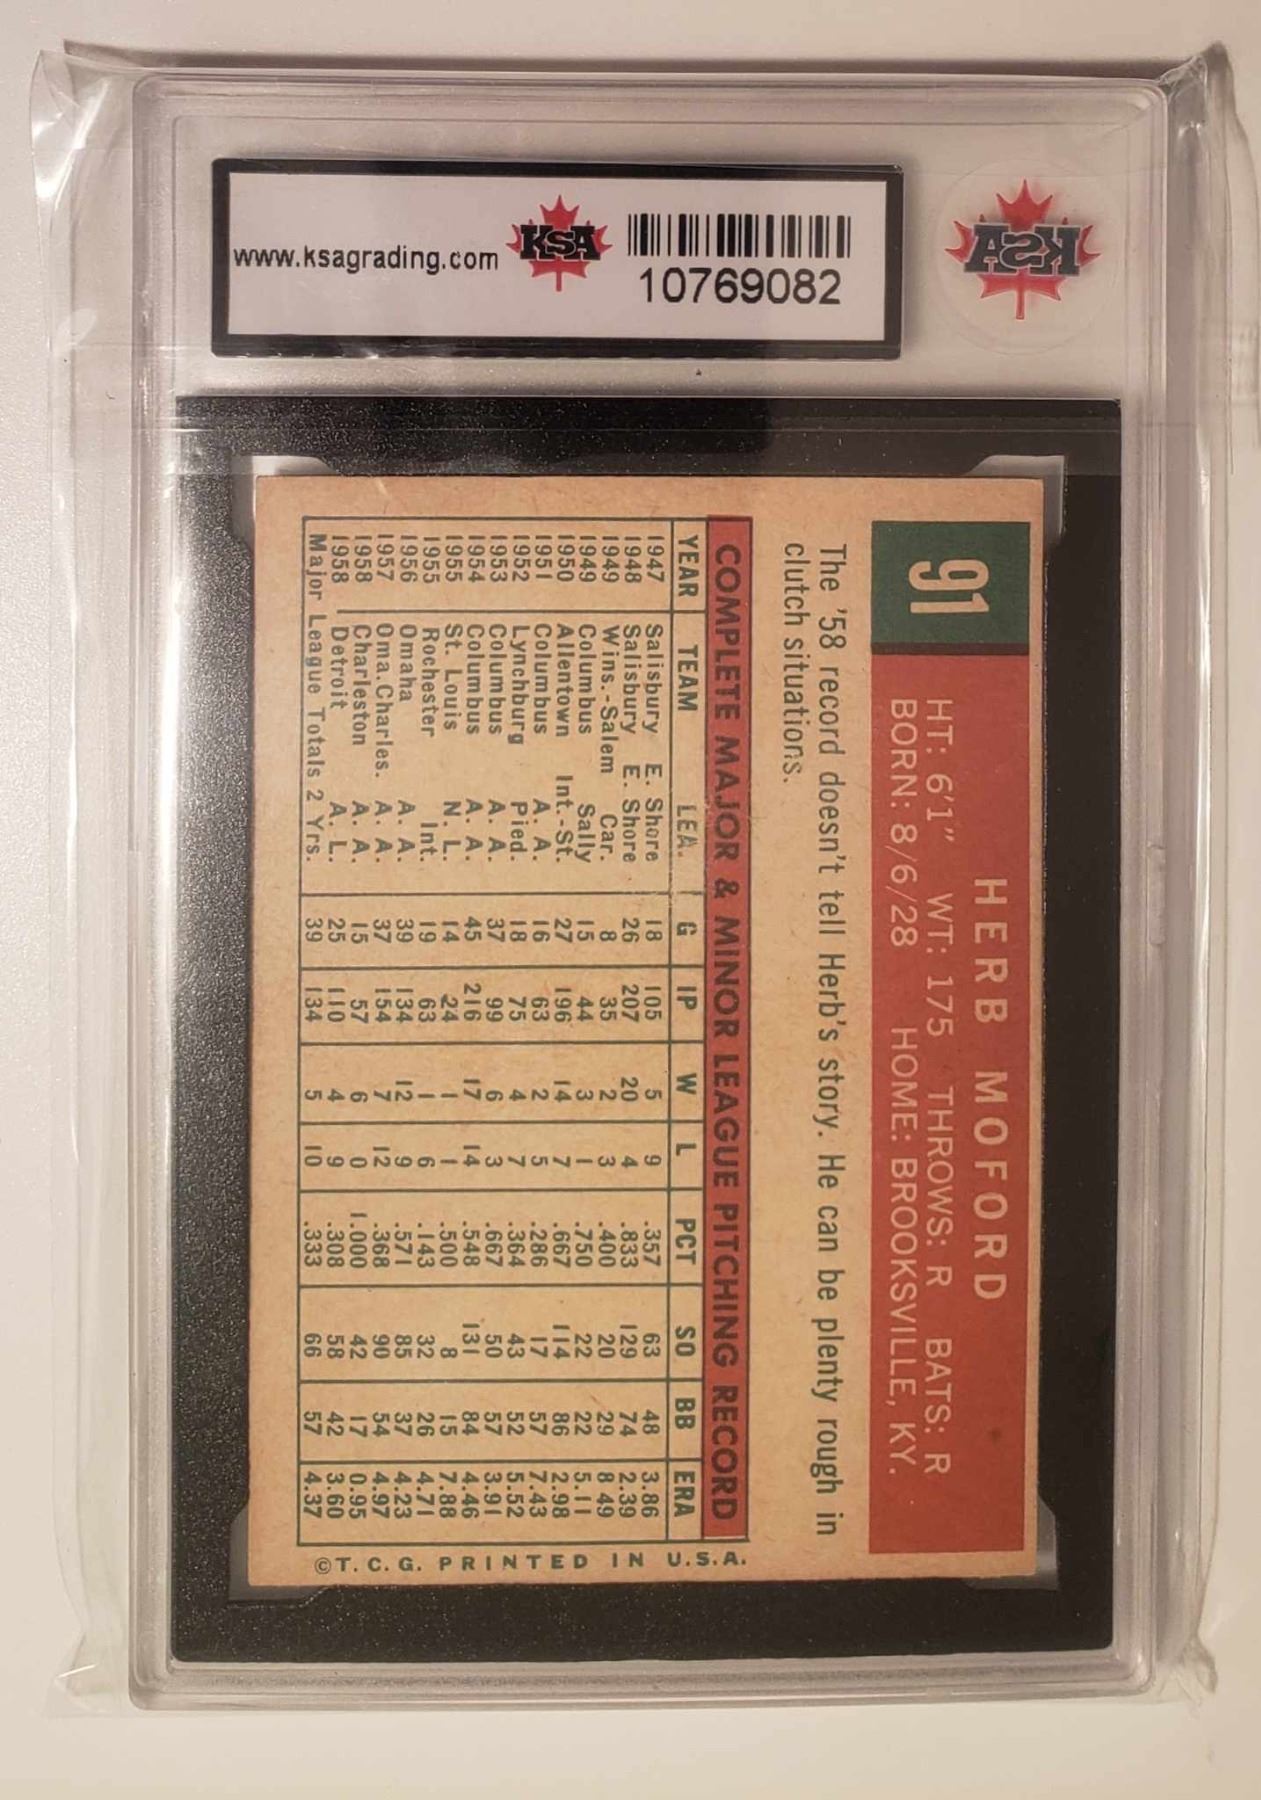 www.ksagrading.com
KSA
10769082
KSA
91
HERB MOFORD
HT: 6'1" WT: 175 THROWS: R BATS: R
BORN: 8/6/28 HOME: BROOKSVILLE, KY.
The '58 record doesn't tell Herb's story. He can be plenty rough in
clutch situations.
COMPLETE MAJOR & MINOR LEAGUE PITCHING RECORD
YEAR TEAM LEA. G IP W L PCT SO BB ERA
1947 Salisbury E. Shore 18 105 5 9 .357 63 48 3.86
1948 Salisbury E. Shore 26 207 20 4 .833 129 74 2.39
1949 Wins.-Salem Car. 8 35 2 3 .400 20 29 8.49
1949 Columbus Sally 15 44 3 1 .750 22 22 5.11
1950 Allentown Int.-St. 27 196 14 7 .667 114 86 2.98
1951 Columbus A. A. 16 63 2 5 .286 17 57 7.43
1952 Lynchburg Pied. 18 75 4 7 .364 43 52 5.52
1953 Columbus A. A. 37 99 6 3 .667 50 57 3.91
1954 Columbus A. A. 45 216 17 14 .548 131 84 4.46
1955 St. Louis N. L. 14 24 1 1 .500 8 15 7.88
1955 Rochester Int. 19 63 1 6 .143 32 26 4.71
1956 Omaha A. A. 39 134 12 9 .571 85 37 4.23
1957 Oma.Charles. A. A. 37 154 7 12 .368 90 54 4.97
1958 Charleston A. A. 15 57 6 0 1.000 42 17 0.95
1958 Detroit A. L. 25 110 4 9 .308 58 42 3.60
Major League Totals 2 Yrs. 39 134 5 10 .333 66 57 4.37
©T. C. G. PRINTED IN U.S.A.